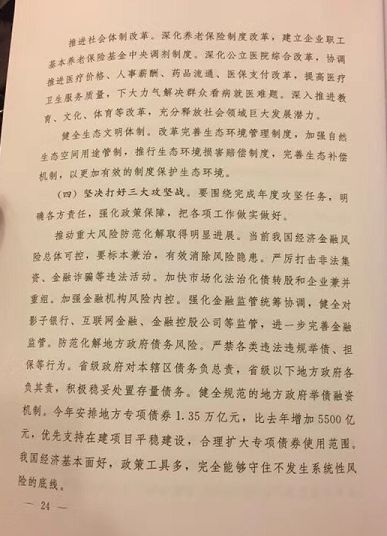 推进社会体制改革。深化养老保险制度改革，建立企业职工
基本养老保险基金中央调剂制度。深化公立医院综合改革，协调
推进医疗价格、人事薪酬、药品流通、医保支付改革，提高医疗
卫生服务质量，下大力气解决群众看病就医难题。深入推进教
育、文化、体育等改革，充分释放社会领域巨大发展潜力。
健全生态文明体制。改革完善生态环境管理制度，加强自然
生态空间用途管制，推行生态环境损害赔偿制度，完善生态补偿
机制，以更加有效的制度保护生态环境。
（四）坚决打好三大攻坚战。要围绕完成年度攻坚任务，明
确各方责任，强化政策保障，把各项工作做实做好。
推动重大风险防范化解取得明显进展。当前我国经济金融风
险总体可控，要标本兼治，有效消除风险隐患。严厉打击非法集
资、金融诈骗等违法活动。加快市场化法治化债转股和企业兼并
重组。加强金融机构风险内控。强化金融监管统筹协调，健全对
影子银行、互联网金融、金融控股公司等监管，进一步完善金融
监管。防范化解地方政府债务风险。严禁各类违法违规举债、担
保等行为。省级政府对本辖区债务负总责，省级以下地方政府各
负其责，积极稳妥处置存量债务。健全规范的地方政府举债融资
机制。今年安排地方专项债券1.35万亿元，比去年增加5500亿
元，优先支持在建项目平稳建设，合理扩大专项债券使用范围。
我国经济基本面好，政策工具多，完全能够守住不发生系统性风
险的底线。
— 24 —